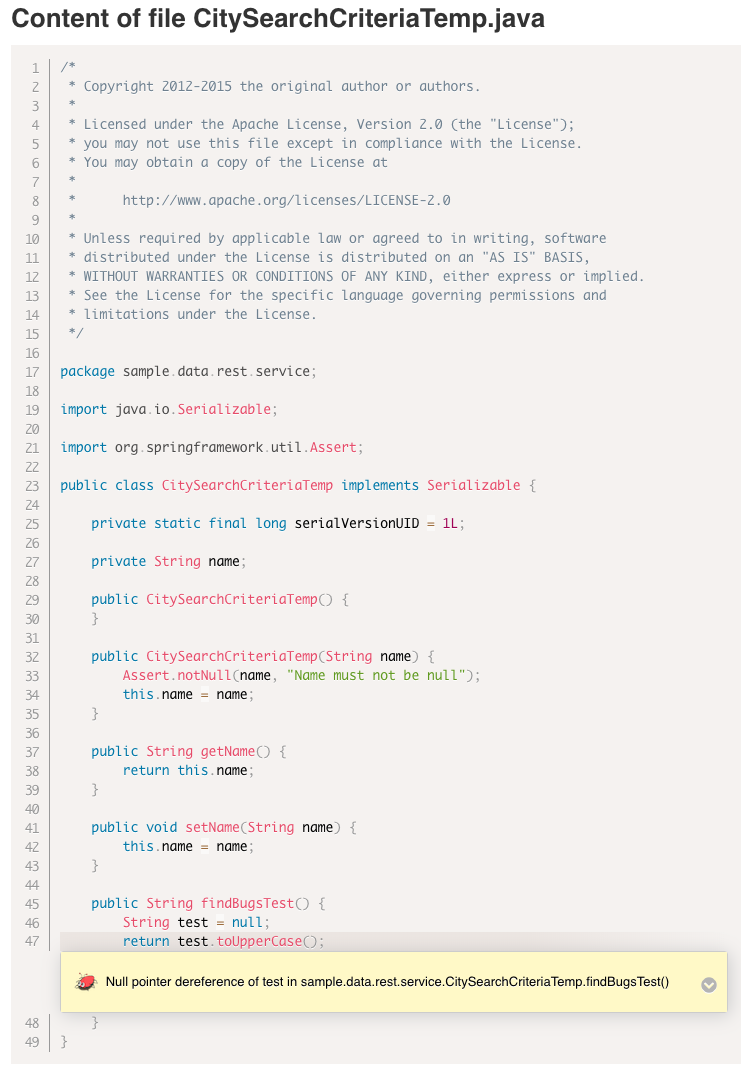 Content of file CitySearchCriteriaTemp.java
1 /*
2  * Copyright 2012-2015 the original author or authors.
3  *
4  * Licensed under the Apache License, Version 2.0 (the "License");
5  * you may not use this file except in compliance with the License.
6  * You may obtain a copy of the License at
7  *
8  *      http://www.apache.org/licenses/LICENSE-2.0
9  *
10  * Unless required by applicable law or agreed to in writing, software
11  * distributed under the License is distributed on an "AS IS" BASIS,
12  * WITHOUT WARRANTIES OR CONDITIONS OF ANY KIND, either express or implied.
13  * See the License for the specific language governing permissions and
14  * limitations under the License.
15  */
16
17 package sample.data.rest.service;
18
19 import java.io.Serializable;
20
21 import org.springframework.util.Assert;
22
23 public class CitySearchCriteriaTemp implements Serializable {
24
25     private static final long serialVersionUID = 1L;
26
27     private String name;
28
29     public CitySearchCriteriaTemp() {
30     }
31
32     public CitySearchCriteriaTemp(String name) {
33         Assert.notNull(name, "Name must not be null");
34         this.name = name;
35     }
36
37     public String getName() {
38         return this.name;
39     }
40
41     public void setName(String name) {
42         this.name = name;
43     }
44
45     public String findBugsTest() {
46         String test = null;
47         return test.toUpperCase();
Null pointer dereference of test in sample.data.rest.service.CitySearchCriteriaTemp.findBugsTest()
48     }
49 }